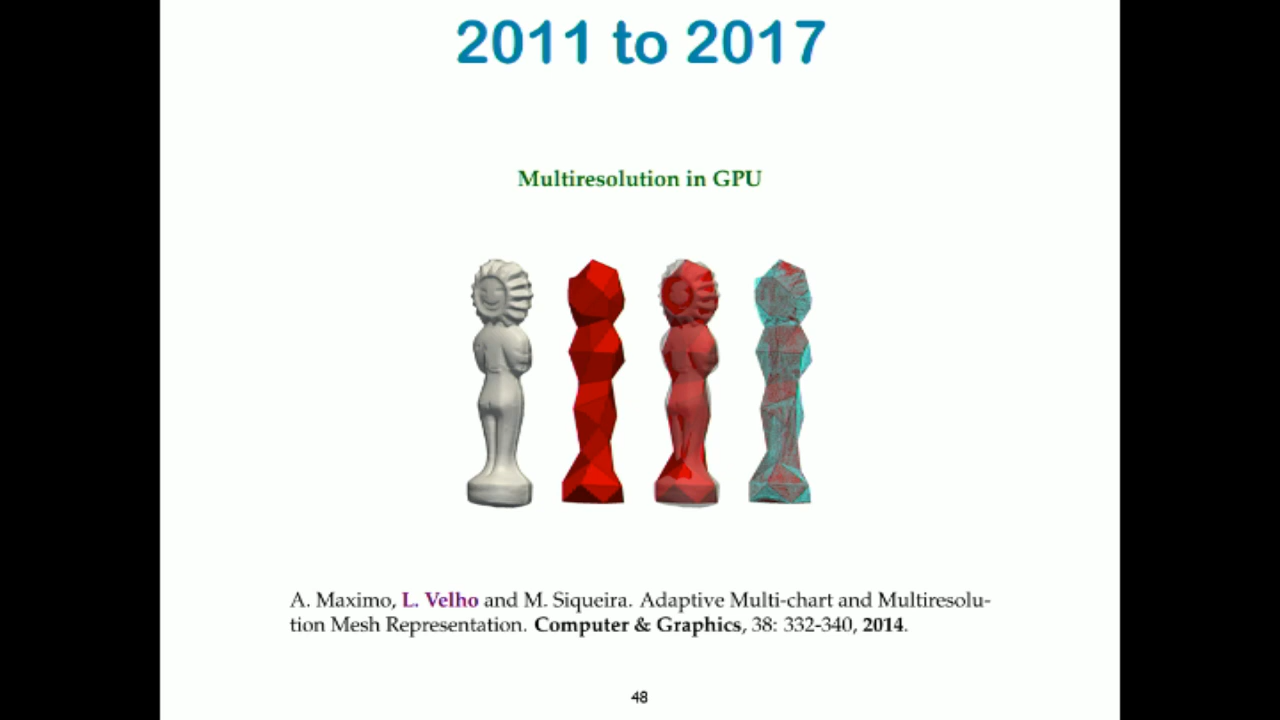 2011 to 2017
Multiresolution in GPU
A. Maximo, L. Velho and M. Siqueira. Adaptive Multi-chart and Multiresolu-
tion Mesh Representation. Computer & Graphics, 38: 332-340, 2014.
48